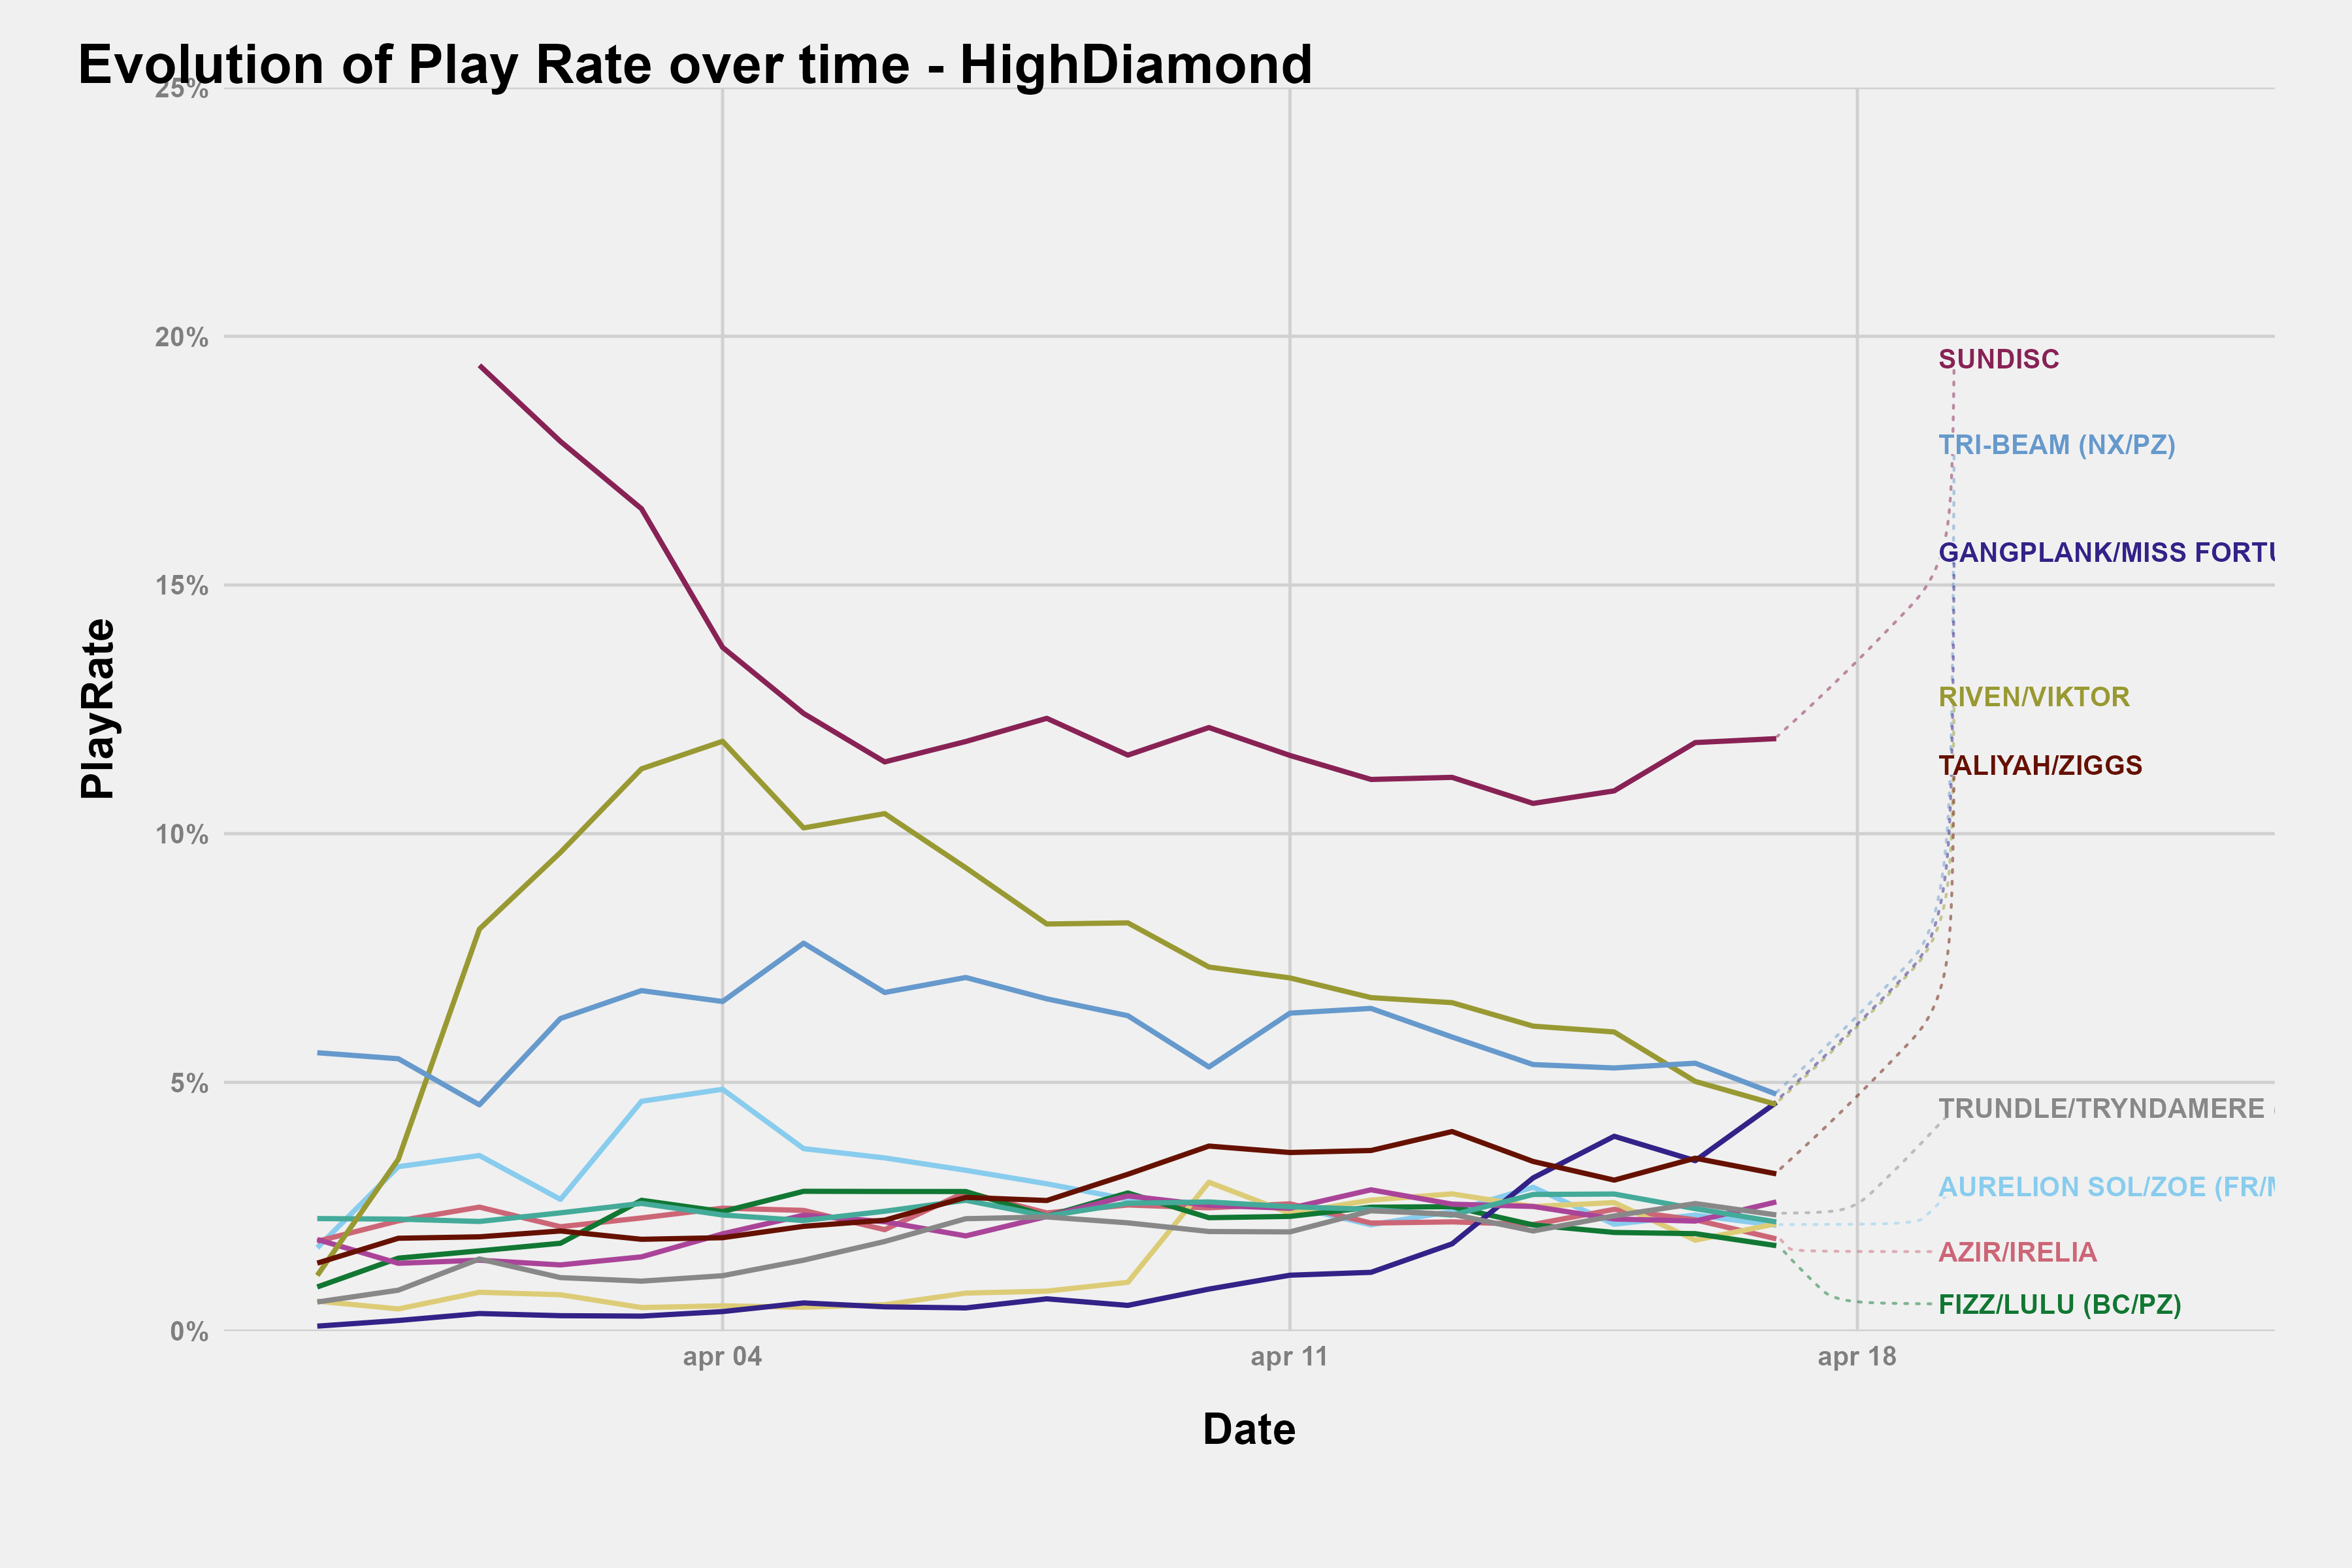 Evolution of Play Rate over time - HighDiamond
25%
20%
15%
10%
5%
0%
PlayRate
SUNDISC
TRI-BEAM (NX/PZ)
GANGPLANK/MISS FORTU
RIVEN/VIKTOR
TALIYAH/ZIGGS
TRUNDLE/TRYNDAMERE (
AURELION SOL/ZOE (FR/M
AZIR/IRELIA
FIZZ/LULU (BC/PZ)
apr 04
apr 11
apr 18
Date